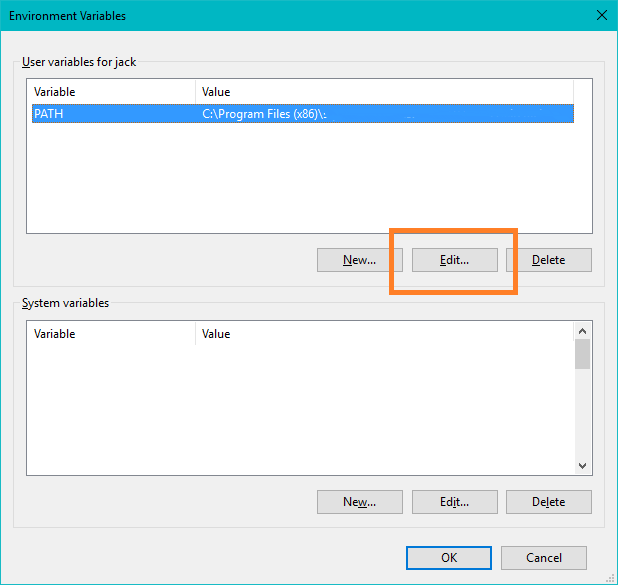 Environment Variables
User variables for jack
Variable Value
PATH C:\Program Files (x86)\
New... Edit... Delete
System variables
Variable Value
New... Edit... Delete
OK Cancel